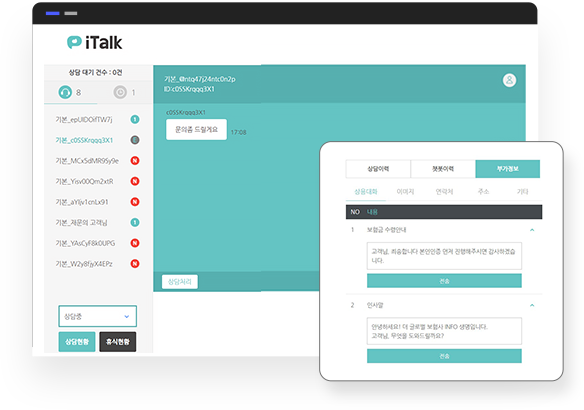 iTalk
상담 대기 건수 : 0건
8
1
기본_epUIDOifTW7j
1
기본_c0SSKrqqq3X1
기본_MCx5dMR9Sy9e
N
기본_Yisv00Qm2xtR
N
기본_aYljv1cnLx91
N
기본_재문의 고객님
1
기본_YAsCyF8k0UPG
N
기본_W2y8fjyX4EPz
N
상담중
상담현황
휴식현황
기본_@ntq47j24ntc0n2p
ID:c0SSKrqqq3X1
c0SSKrqqq3X1
문의좀 드릴게요
17:08
상담처리
상담이력
챗봇이력
부가정보
상용대화
이미지
연락처
주소
기타
NO
내용
1
보험금 수령안내
고객님, 죄송합니다 본인인증 먼저 진행해주시면 감사하겠습
니다.
전송
2
인사말
안녕하세요! 더 글로벌 보험사 INFO 생명입니다.
고객님, 무엇을 도와드릴까요?
전송